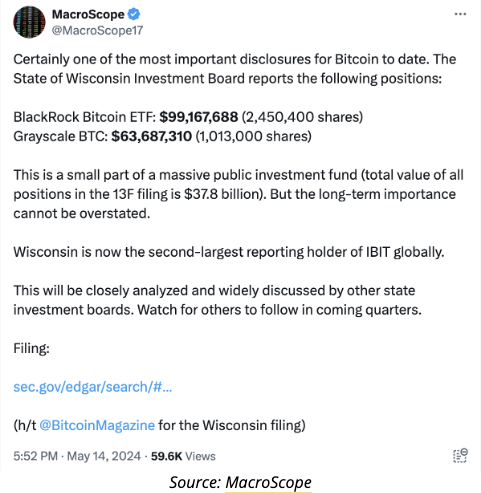 MacroScope
@MacroScope17
Certainly one of the most important disclosures for Bitcoin to date. The
State of Wisconsin Investment Board reports the following positions:
BlackRock Bitcoin ETF: $99,167,688 (2,450,400 shares)
Grayscale BTC: $63,687,310 (1,013,000 shares)
This is a small part of a massive public investment fund (total value of all
positions in the 13F filing is $37.8 billion). But the long-term importance
cannot be overstated.
Wisconsin is now the second-largest reporting holder of IBIT globally.
This will be closely analyzed and widely discussed by other state
investment boards. Watch for others to follow in coming quarters.
Filing:
sec.gov/edgar/search/#...
(h/t @BitcoinMagazine for the Wisconsin filing)
5:52 PM · May 14, 2024 · 59.6K Views
Source: MacroScope